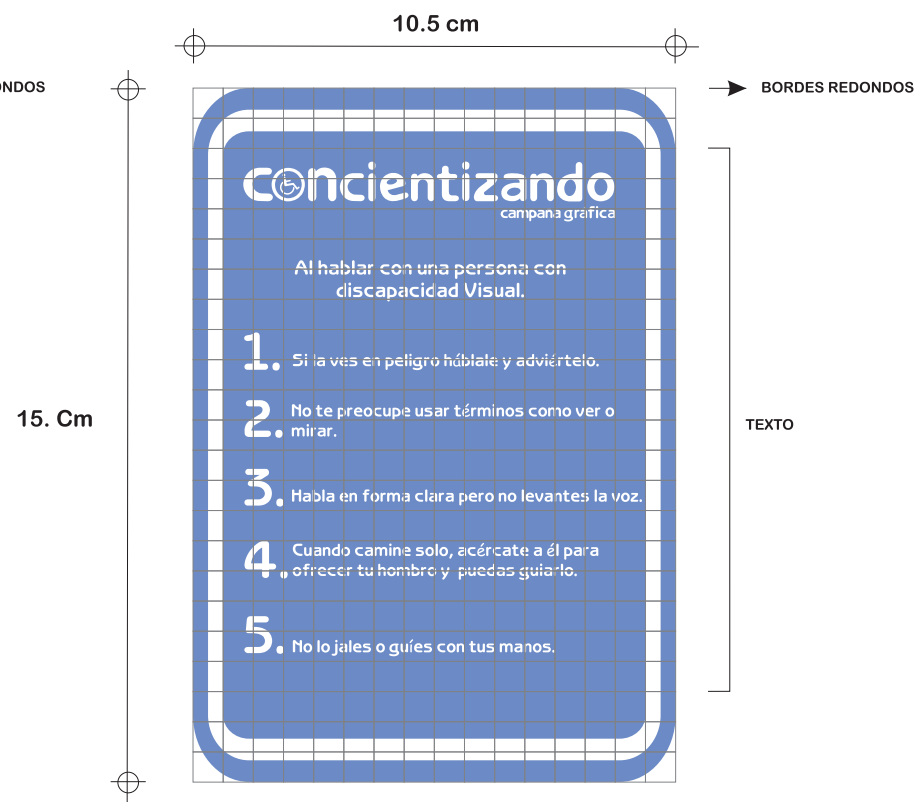 10.5 cm
BORDES REDONDOS
15. Cm
TEXTO
concientizando
campana gráfica
Al hablar con una persona con
discapacidad Visual.
1. Si la ves en peligro háblale y adviértelo.
2. No te preocupe usar términos como ver o
mirar.
3. Habla en forma clara pero no levantes la voz.
4. Cuando camine solo, acércate a él para
ofrecer tu hombro y puedas guiarlo.
5. No lo jales o guíes con tus manos.